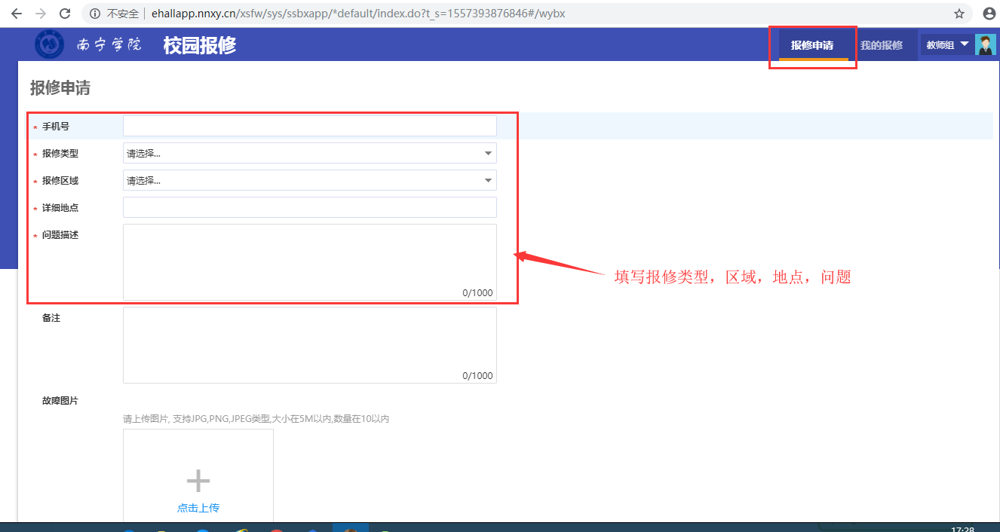 不安全 ehallapp.nnxy.cn/xsfw/sys/ssbxapp/*default/index.do?t_s=1557393876846#/wybx
南宁学院 校园报修 报修申请 我的报修 教师组
报修申请
* 手机号
* 报修类型 请选择...
* 报修区域 请选择...
* 详细地点
* 问题描述
0/1000
填写报修类型，区域，地点，问题
备注
0/1000
故障图片
请上传图片, 支持JPG,PNG,JPEG类型,大小在5M以内,数量在10以内
点击上传
17:28